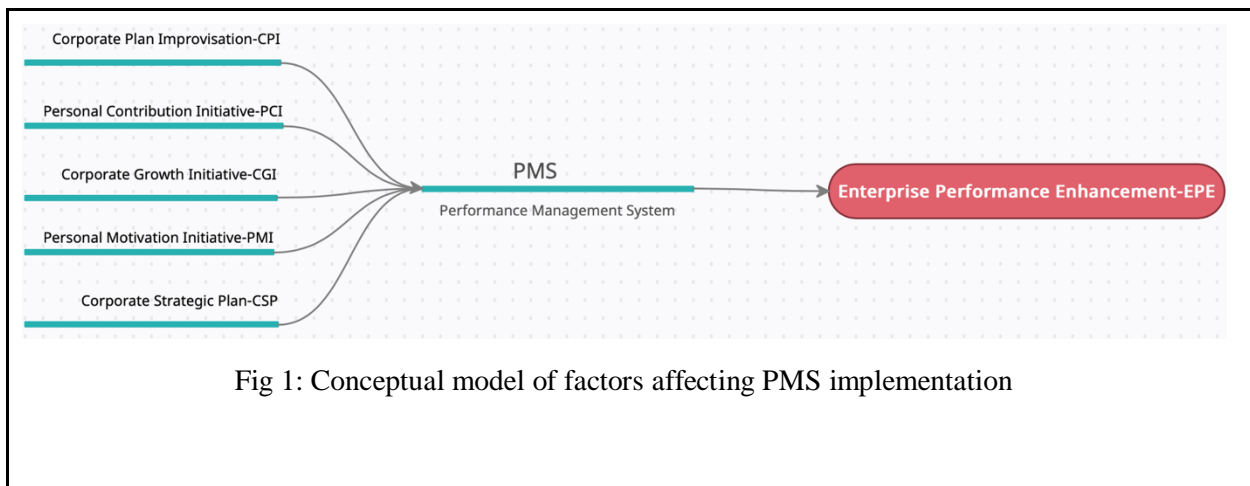 Corporate Plan Improvisation-CPI
Personal Contribution Initiative-PCI
Corporate Growth Initiative-CGI
Personal Motivation Initiative-PMI
Corporate Strategic Plan-CSP
PMS
Performance Management System
Enterprise Performance Enhancement-EPE
Fig 1: Conceptual model of factors affecting PMS implementation